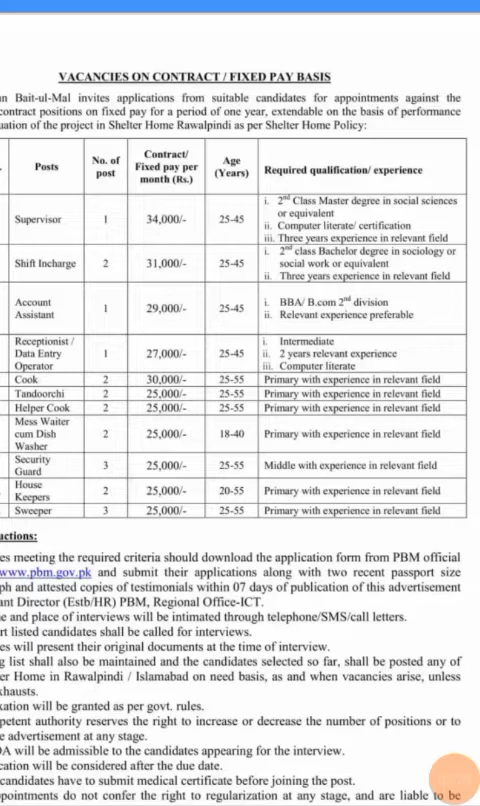 VACANCIES ON CONTRACT / FIXED PAY BASIS
an Bait-ul-Mal invites applications from suitable candidates for appointments against the
contract positions on fixed pay for a period of one year, extendable on the basis of performance
uation of the project in Shelter Home Rawalpindi as per Shelter Home Policy:
Posts No. of post Contract/ Fixed pay per month (Rs.) Age (Years) Required qualification/ experience
Supervisor 1 34,000/- 25-45 i. 2nd Class Master degree in social sciences
or equivalent
ii. Computer literate/ certification
iii. Three years experience in relevant field
Shift Incharge 2 31,000/- 25-45 i. 2nd class Bachelor degree in sociology or
social work or equivalent
ii. Three years experience in relevant field
Account Assistant 1 29,000/- 25-45 i. BBA/ B.com 2nd division
ii. Relevant experience preferable
Receptionist / Data Entry Operator 1 27,000/- 25-45 i. Intermediate
ii. 2 years relevant experience
iii. Computer literate
Cook 2 30,000/- 25-55 Primary with experience in relevant field
Tandoorchi 2 25,000/- 25-55 Primary with experience in relevant field
Helper Cook 2 25,000/- 25-55 Primary with experience in relevant field
Mess Waiter cum Dish Washer 2 25,000/- 18-40 Primary with experience in relevant field
Security Guard 3 25,000/- 25-55 Middle with experience in relevant field
House Keepers 2 25,000/- 20-55 Primary with experience in relevant field
Sweeper 3 25,000/- 25-55 Primary with experience in relevant field
uctions:
es meeting the required criteria should download the application form from PBM official
www.pbm.gov.pk and submit their applications along with two recent passport size
ph and attested copies of testimonials within 07 days of publication of this advertisement
ant Director (Estb/HR) PBM, Regional Office-ICT.
e and place of interviews will be intimated through telephone/SMS/call letters.
rt listed candidates shall be called for interviews.
es will present their original documents at the time of interview.
g list shall also be maintained and the candidates selected so far, shall be posted any of
er Home in Rawalpindi / Islamabad on need basis, as and when vacancies arise, unless
xhausts.
xation will be granted as per govt. rules.
petent authority reserves the right to increase or decrease the number of positions or to
e advertisement at any stage.
DA will be admissible to the candidates appearing for the interview.
cation will be considered after the due date.
candidates have to submit medical certificate before joining the post.
ppointments do not confer the right to regularization at any stage, and are liable to be